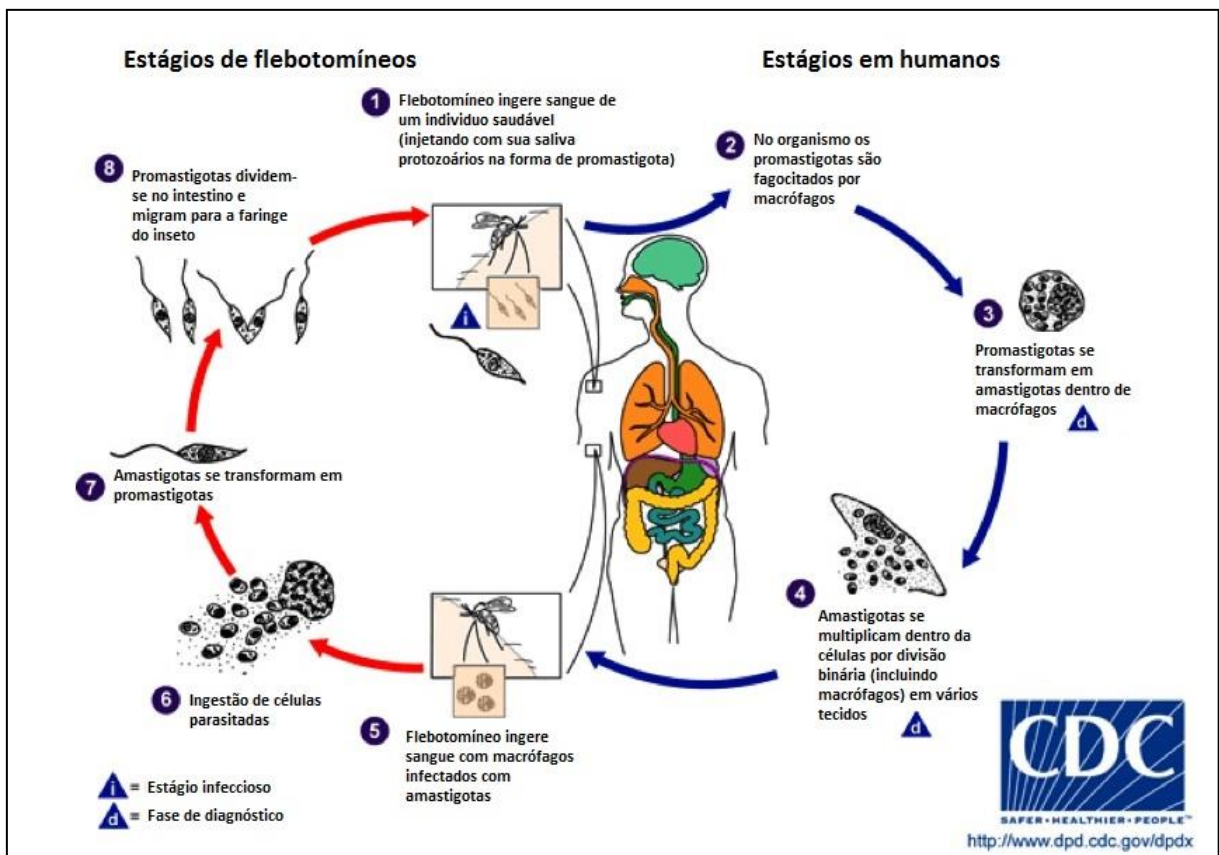 Estágios de flebotomíneos
Estágios em humanos
1
Flebotomíneo ingere sangue de
um individuo saudável
(injetando com sua saliva
protozoários na forma de promastigota)
2
No organismo os
promastigotas são
fagocitados por
macrófagos
3
Promastigotas se
transformam em
amastigotas dentro de
macrófagos
d
4
Amastigotas se
multiplicam dentro da
células por divisão
binária (incluindo
macrófagos) em vários
tecidos
d
5
Flebotomíneo ingere
sangue com macrófagos
infectados com
amastigotas
6
Ingestão de células
parasitadas
7
Amastigotas se transformam em
promastigotas
8
Promastigotas dividem-
se no intestino e
migram para a faringe
do inseto
i
i = Estágio infeccioso
d = Fase de diagnóstico
CDC
SAFER•HEALTHIER•PEOPLE™
http://www.dpd.cdc.gov/dpdx